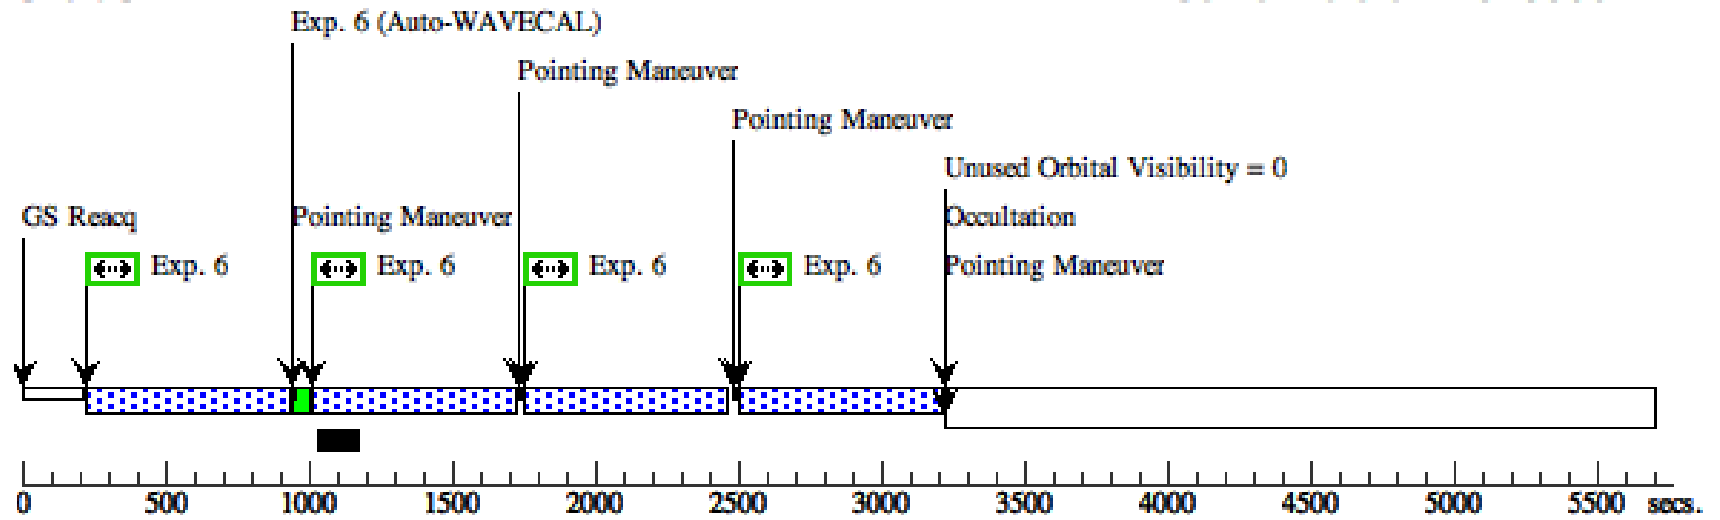 Exp. 6 (Auto-WAVECAL)
Pointing Maneuver
Pointing Maneuver
Unused Orbital Visibility = 0
GS Reacq
Pointing Maneuver
Occultation
Exp. 6
Exp. 6
Exp. 6
Exp. 6
Pointing Maneuver
0 500 1000 1500 2000 2500 3000 3500 4000 4500 5000 5500 secs.